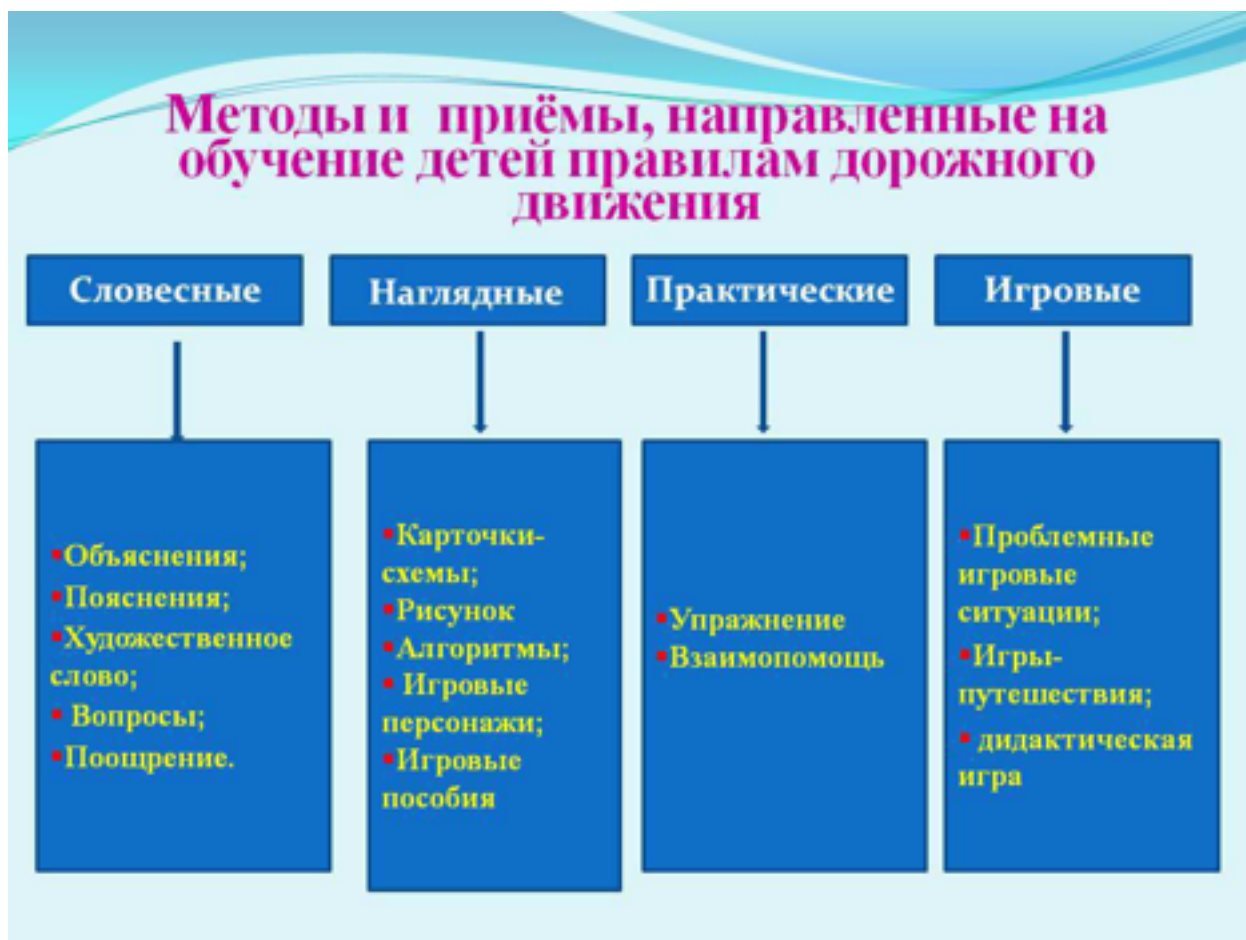 Методы и приёмы, направленные на
обучение детей правилам дорожного
движения
Словесные
Наглядные
Практические
Игровые
▪Объяснения;
▪Пояснения;
▪Художественное
слово;
▪ Вопросы;
▪Поощрение.
▪Карточки-
схемы;
▪Рисунок
▪Алгоритмы;
▪ Игровые
персонажи;
▪Игровые
пособия
▪Упражнение
▪Взаимопомощь
▪Проблемные
игровые
ситуации;
▪Игры-
путешествия;
▪ дидактическая
игра